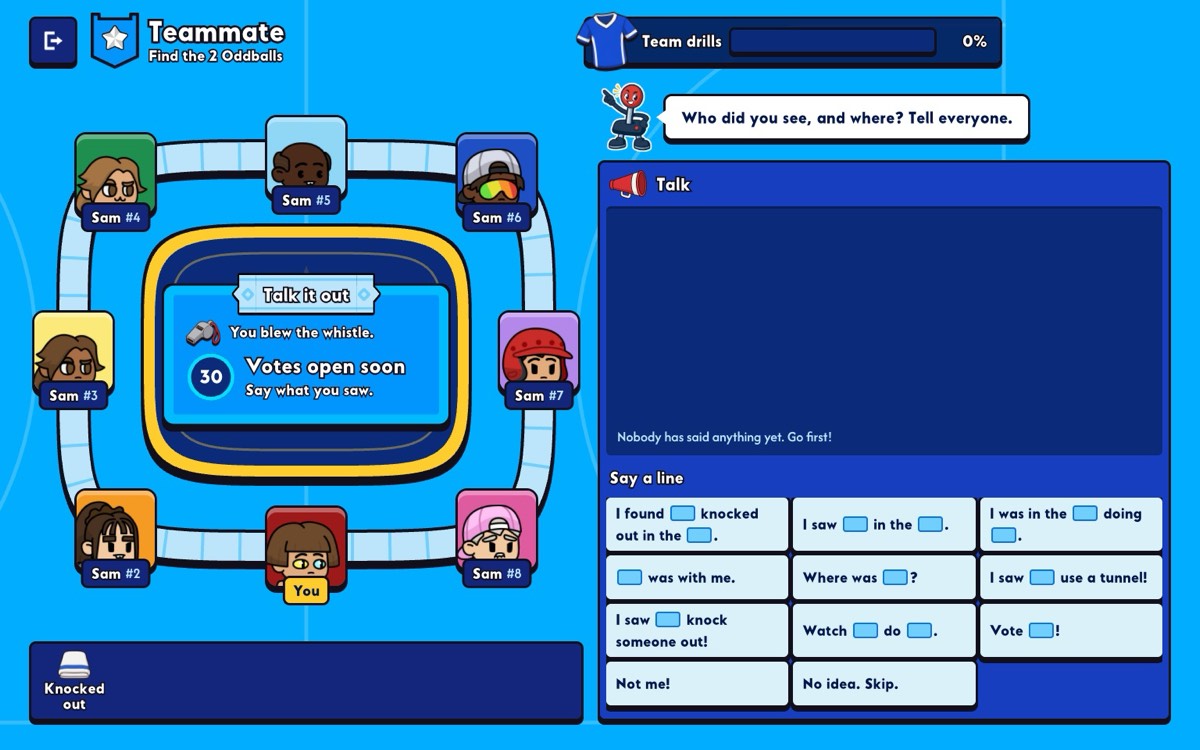 Teammate
Find the 2 Oddballs
Team drills
0%
Who did you see, and where? Tell everyone.
Sam #4
Sam #5
Sam #6
Sam #3
Sam #7
Sam #2
You
Sam #8
Talk it out
You blew the whistle.
30
Votes open soon
Say what you saw.
Knocked
out
Talk
Nobody has said anything yet. Go first!
Say a line
I found knocked
out in the .
I saw in the .
I was in the doing
.
was with me.
Where was ?
I saw use a tunnel!
I saw knock
someone out!
Watch do .
Vote !
Not me!
No idea. Skip.